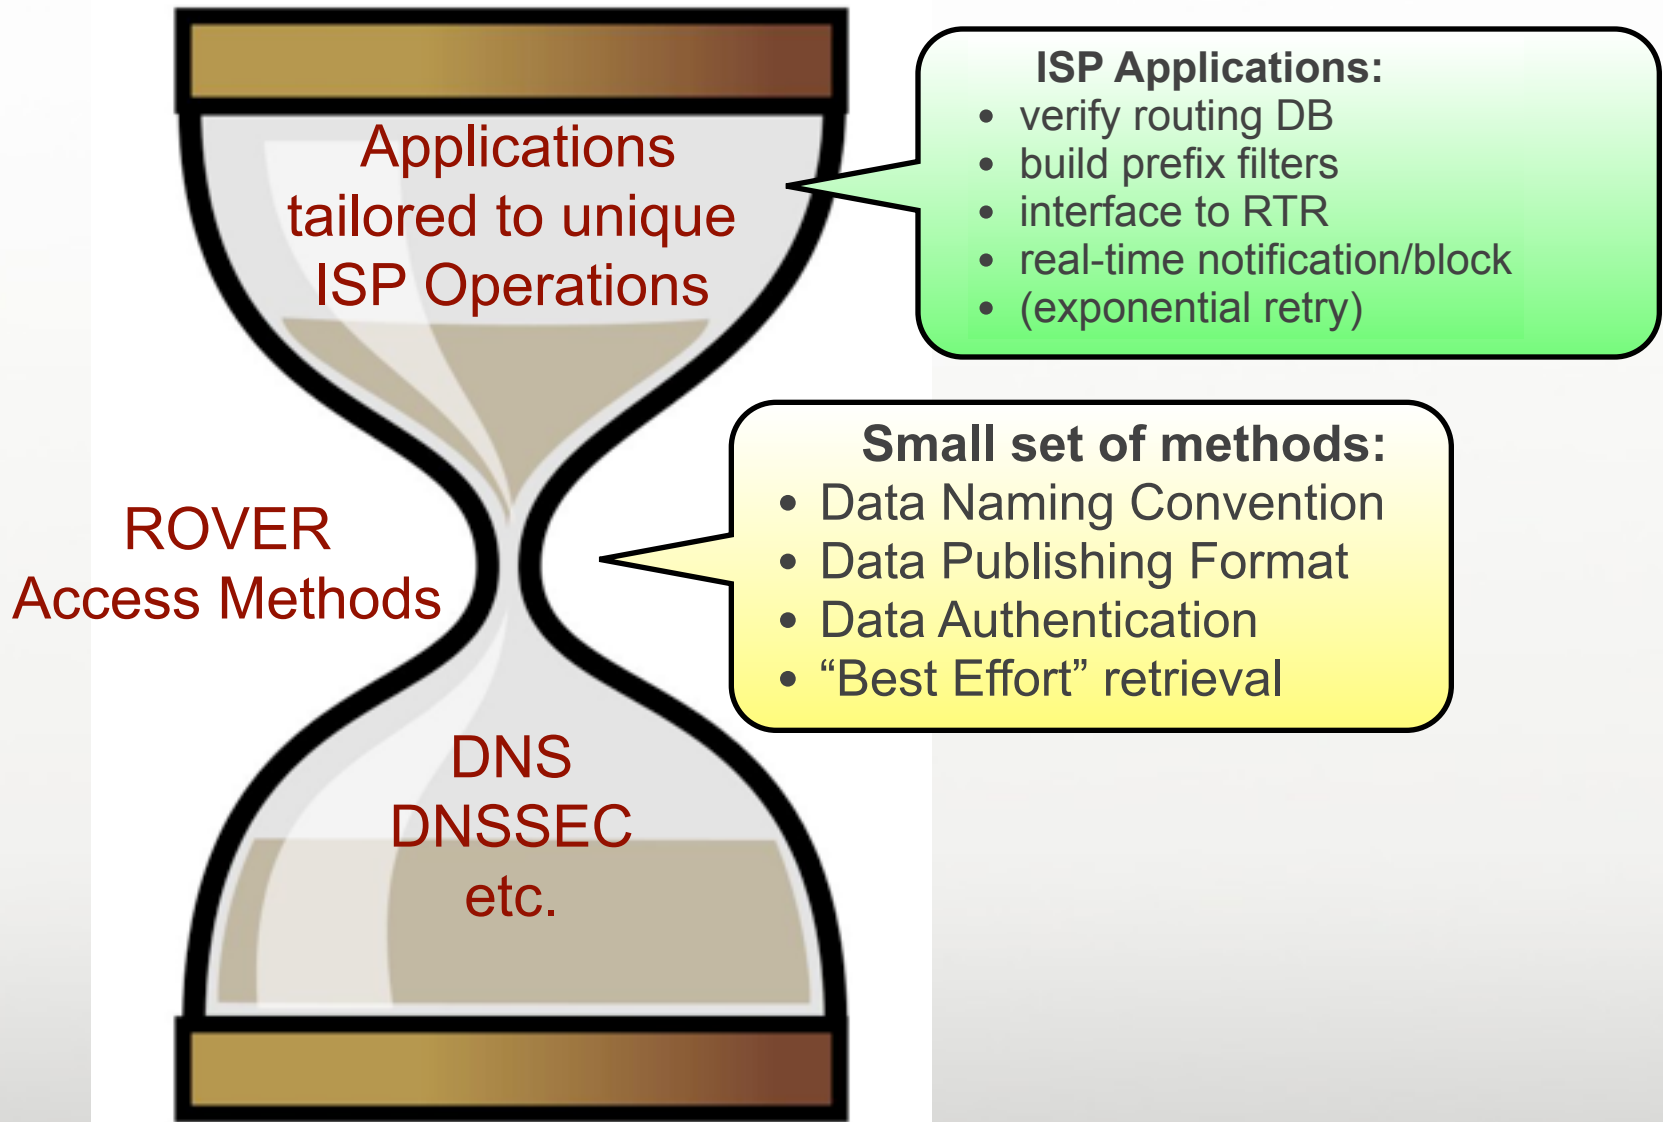 Applications
tailored to unique
ISP Operations
ISP Applications:
• verify routing DB
• build prefix filters
• interface to RTR
• real-time notification/block
• (exponential retry)
ROVER
Access Methods
Small set of methods:
• Data Naming Convention
• Data Publishing Format
• Data Authentication
• “Best Effort” retrieval
DNS
DNSSEC
etc.